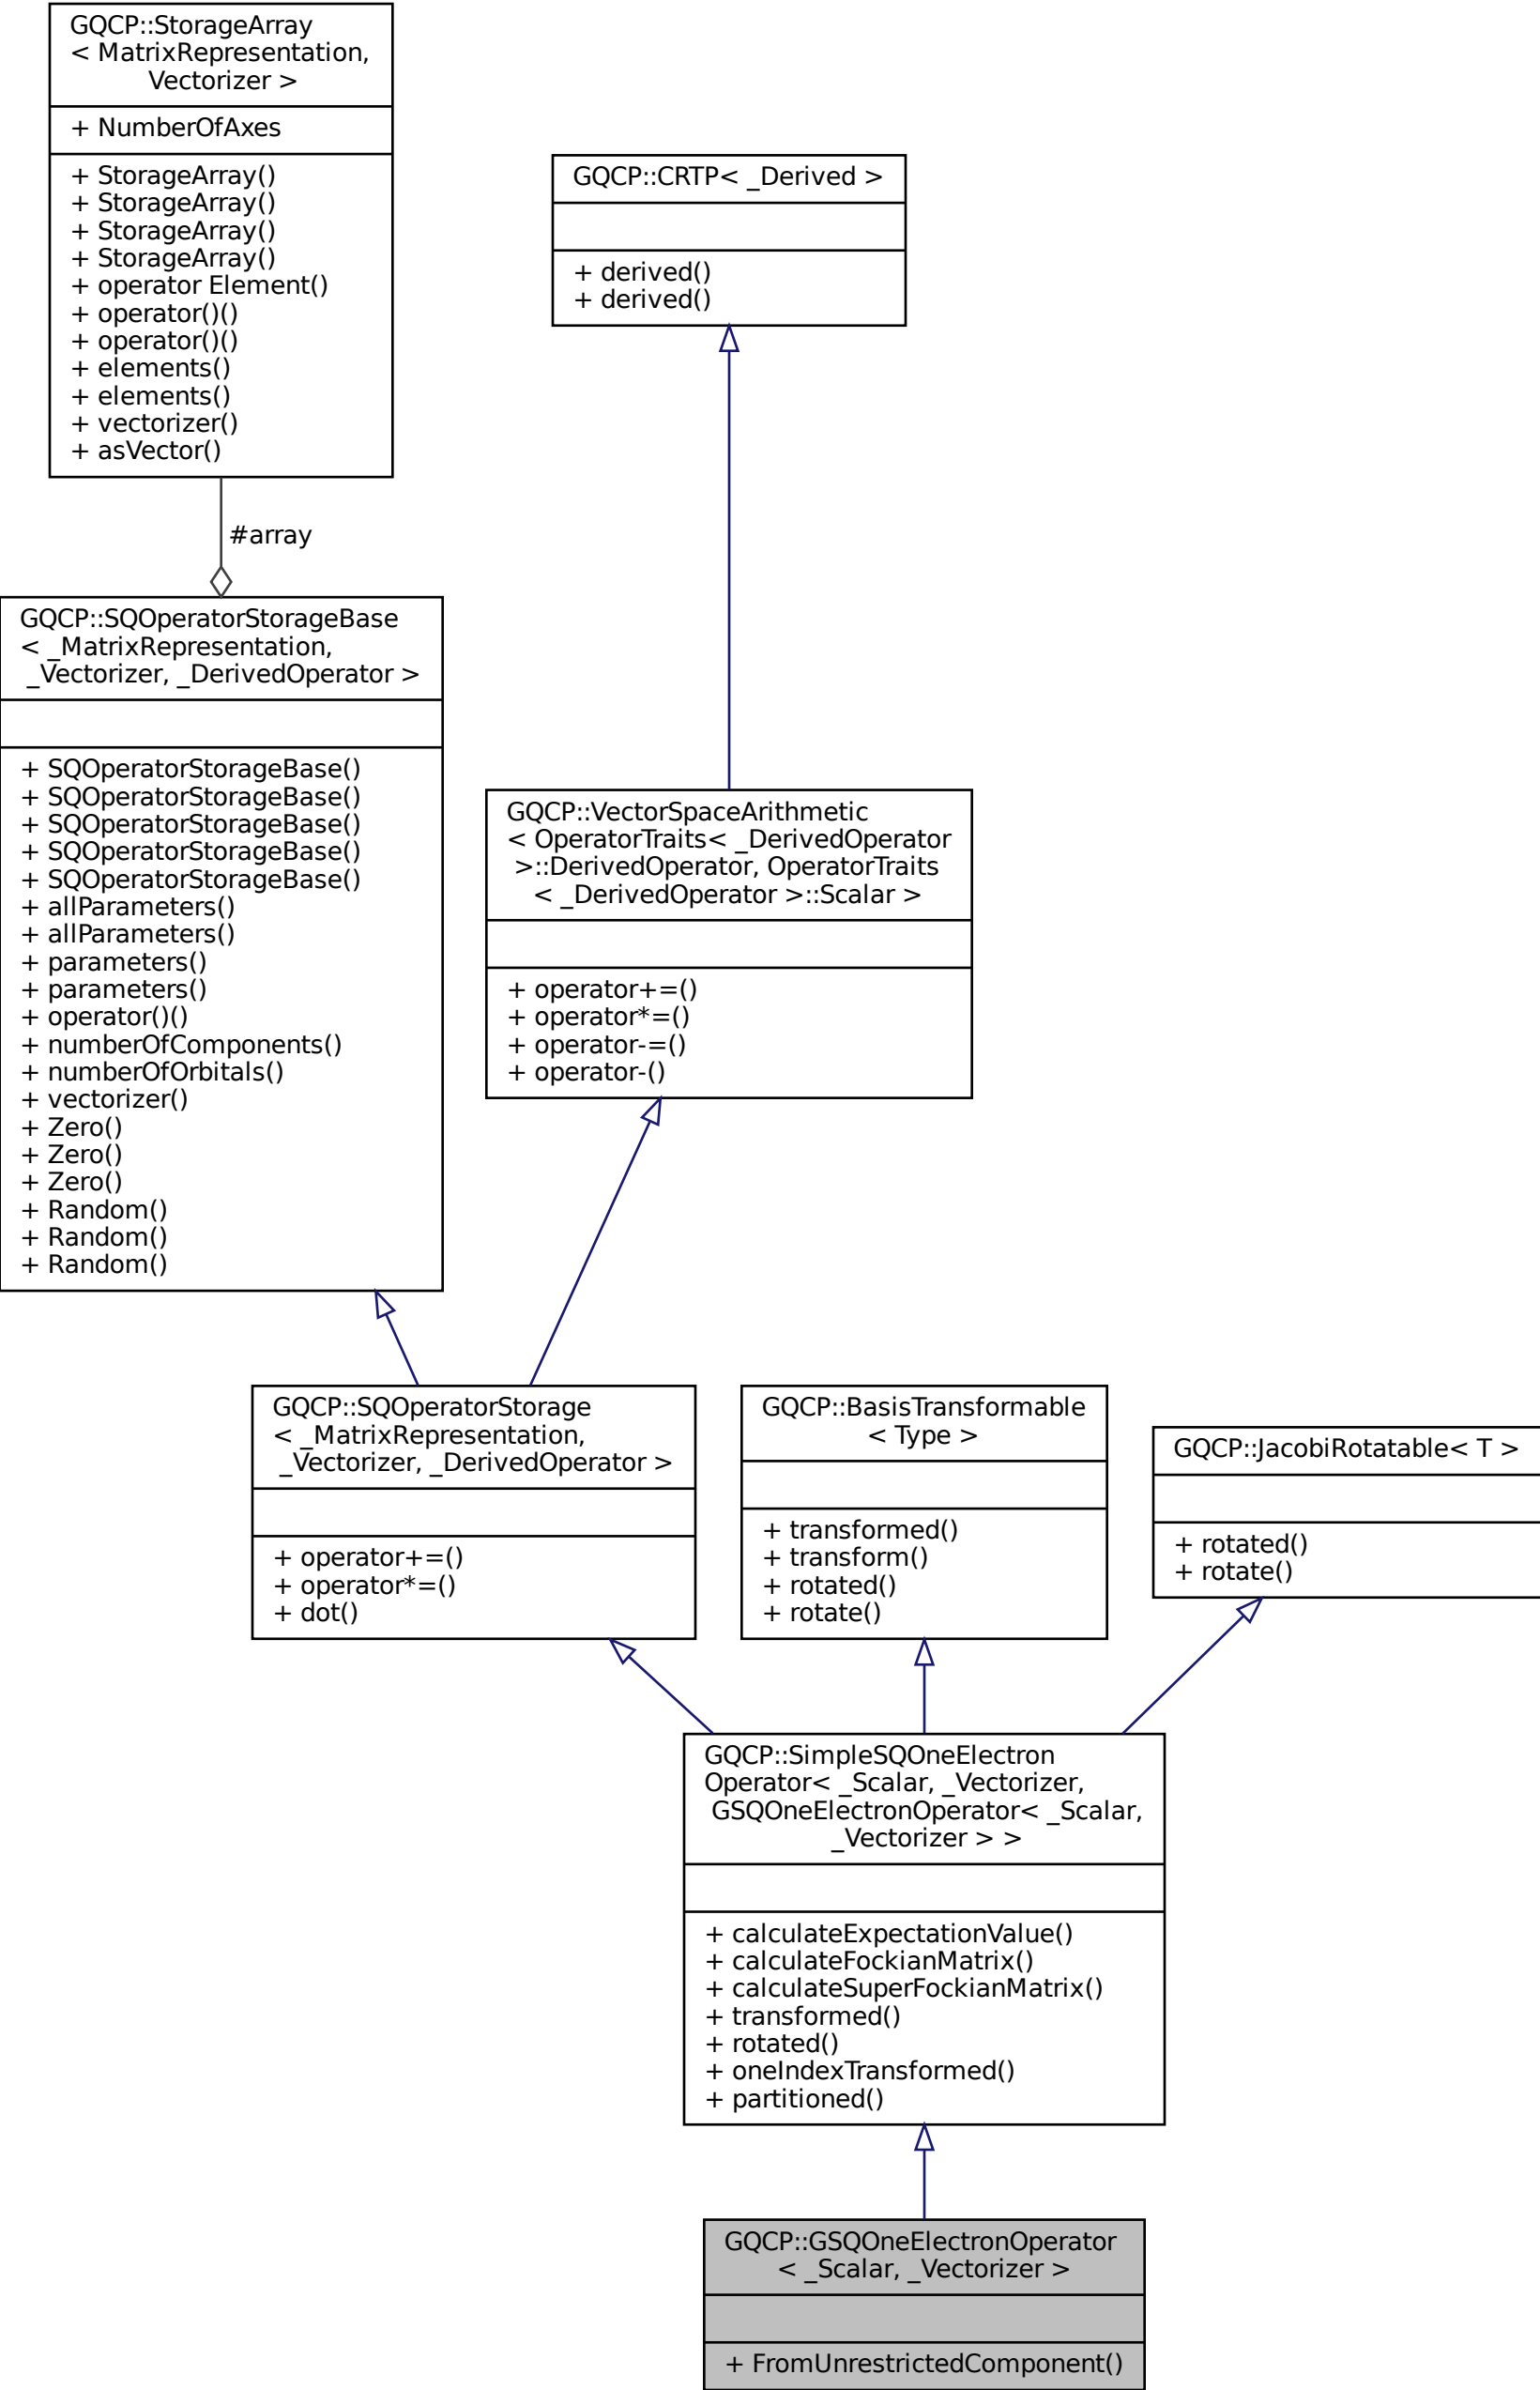 GQCP::StorageArray
< MatrixRepresentation,
Vectorizer >
+ NumberOfAxes
+ StorageArray()
+ StorageArray()
+ StorageArray()
+ StorageArray()
+ operator Element()
+ operator()()
+ operator()()
+ elements()
+ elements()
+ vectorizer()
+ asVector()
GQCP::CRTP< _Derived >
+ derived()
+ derived()
#array
GQCP::SQOperatorStorageBase
< _MatrixRepresentation,
_Vectorizer, _DerivedOperator >
+ SQOperatorStorageBase()
+ SQOperatorStorageBase()
+ SQOperatorStorageBase()
+ SQOperatorStorageBase()
+ SQOperatorStorageBase()
+ allParameters()
+ allParameters()
+ parameters()
+ parameters()
+ operator()()
+ numberOfComponents()
+ numberOfOrbitals()
+ vectorizer()
+ Zero()
+ Zero()
+ Zero()
+ Random()
+ Random()
+ Random()
GQCP::VectorSpaceArithmetic
< OperatorTraits< _DerivedOperator
>::DerivedOperator, OperatorTraits
< _DerivedOperator >::Scalar >
+ operator+=()
+ operator*=()
+ operator-=()
+ operator-()
GQCP::SQOperatorStorage
< _MatrixRepresentation,
_Vectorizer, _DerivedOperator >
+ operator+=()
+ operator*=()
+ dot()
GQCP::BasisTransformable
< Type >
+ transformed()
+ transform()
+ rotated()
+ rotate()
GQCP::JacobiRotatable< T >
+ rotated()
+ rotate()
GQCP::SimpleSQOneElectron
Operator< _Scalar, _Vectorizer,
GSQOneElectronOperator< _Scalar,
_Vectorizer > >
+ calculateExpectationValue()
+ calculateFockianMatrix()
+ calculateSuperFockianMatrix()
+ transformed()
+ rotated()
+ oneIndexTransformed()
+ partitioned()
GQCP::GSQOneElectronOperator
< _Scalar, _Vectorizer >
+ FromUnrestrictedComponent()